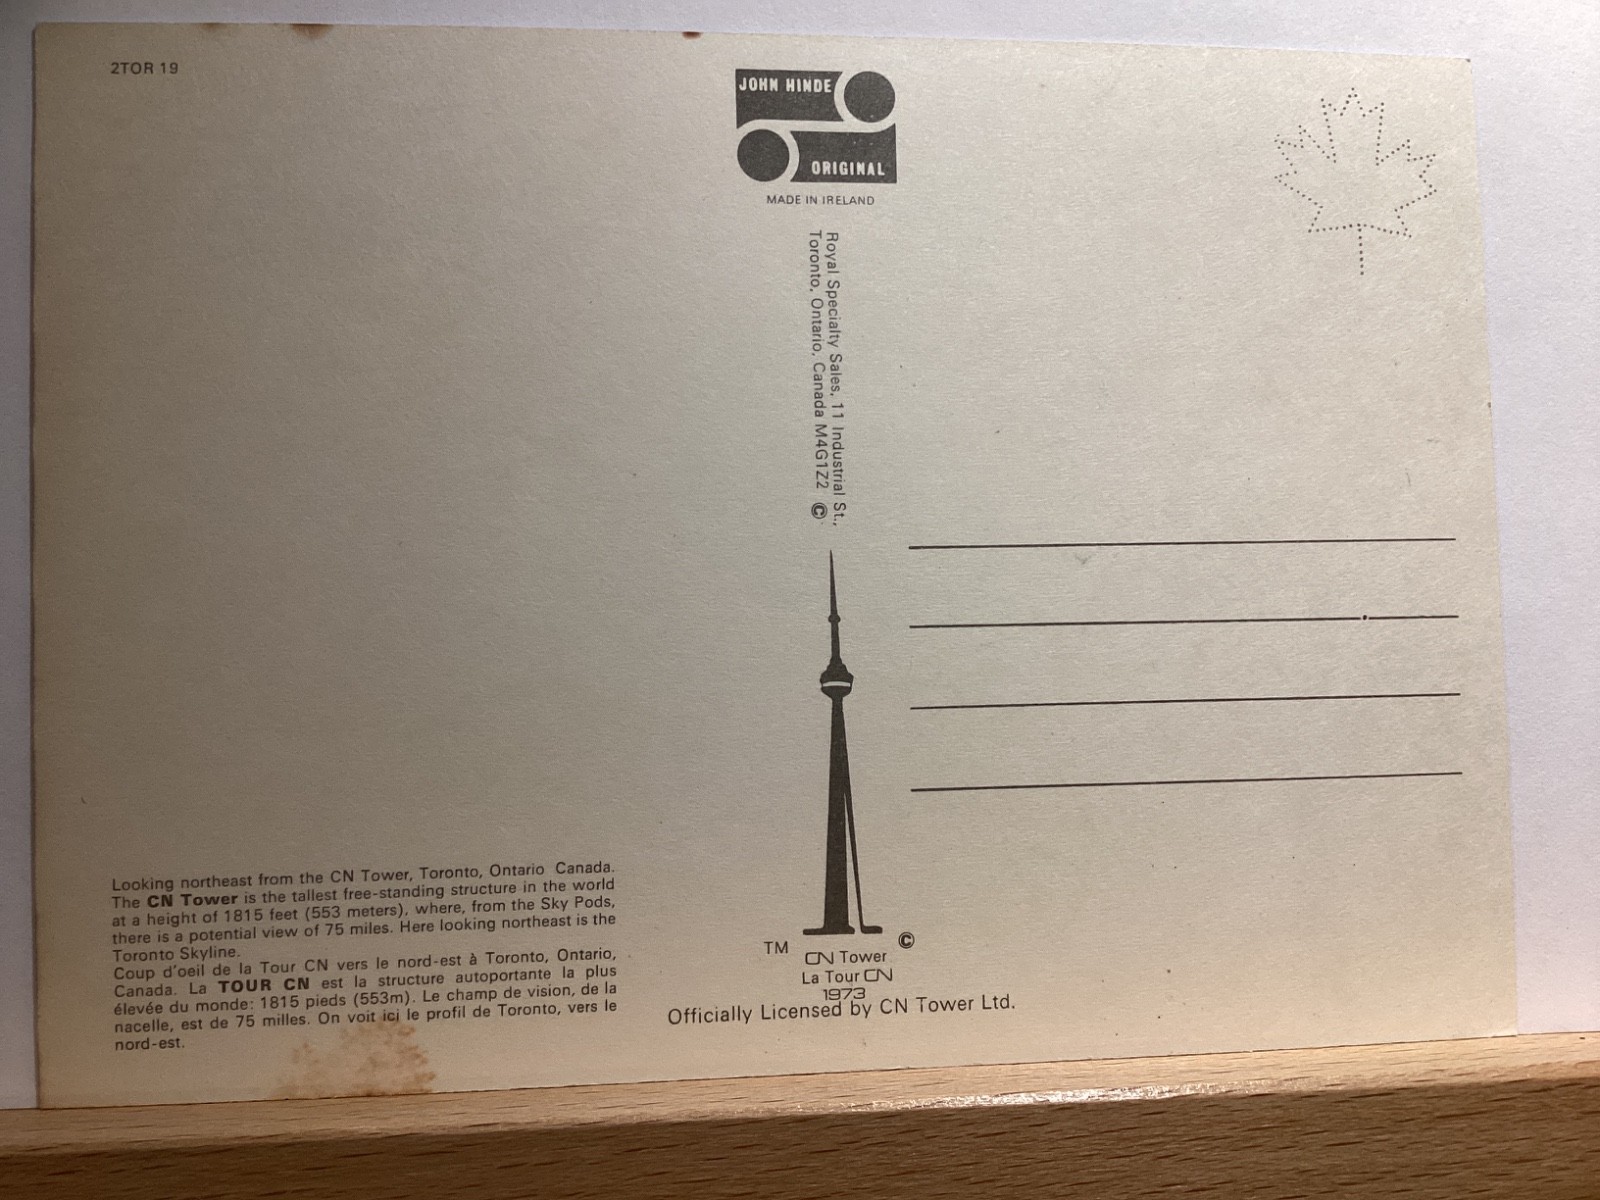 2TOR 19
JOHN HINDE
ORIGINAL
MADE IN IRELAND
Royal Specialty Sales, 11 Industrial St.,
Toronto, Ontario, Canada M4G1Z2 ©
Looking northeast from the CN Tower, Toronto, Ontario Canada.
The CN Tower is the tallest free-standing structure in the world
at a height of 1815 feet (553 meters), where, from the Sky Pods,
there is a potential view of 75 miles. Here looking northeast is the
Toronto Skyline.
Coup d'oeil de la Tour CN vers le nord-est à Toronto, Ontario,
Canada. La TOUR CN est la structure autoportante la plus
élevée du monde: 1815 pieds (553m). Le champ de vision, de la
nacelle, est de 75 milles. On voit ici le profil de Toronto, vers le
nord-est.
TM CN Tower ©
La Tour CN
1973
Officially Licensed by CN Tower Ltd.